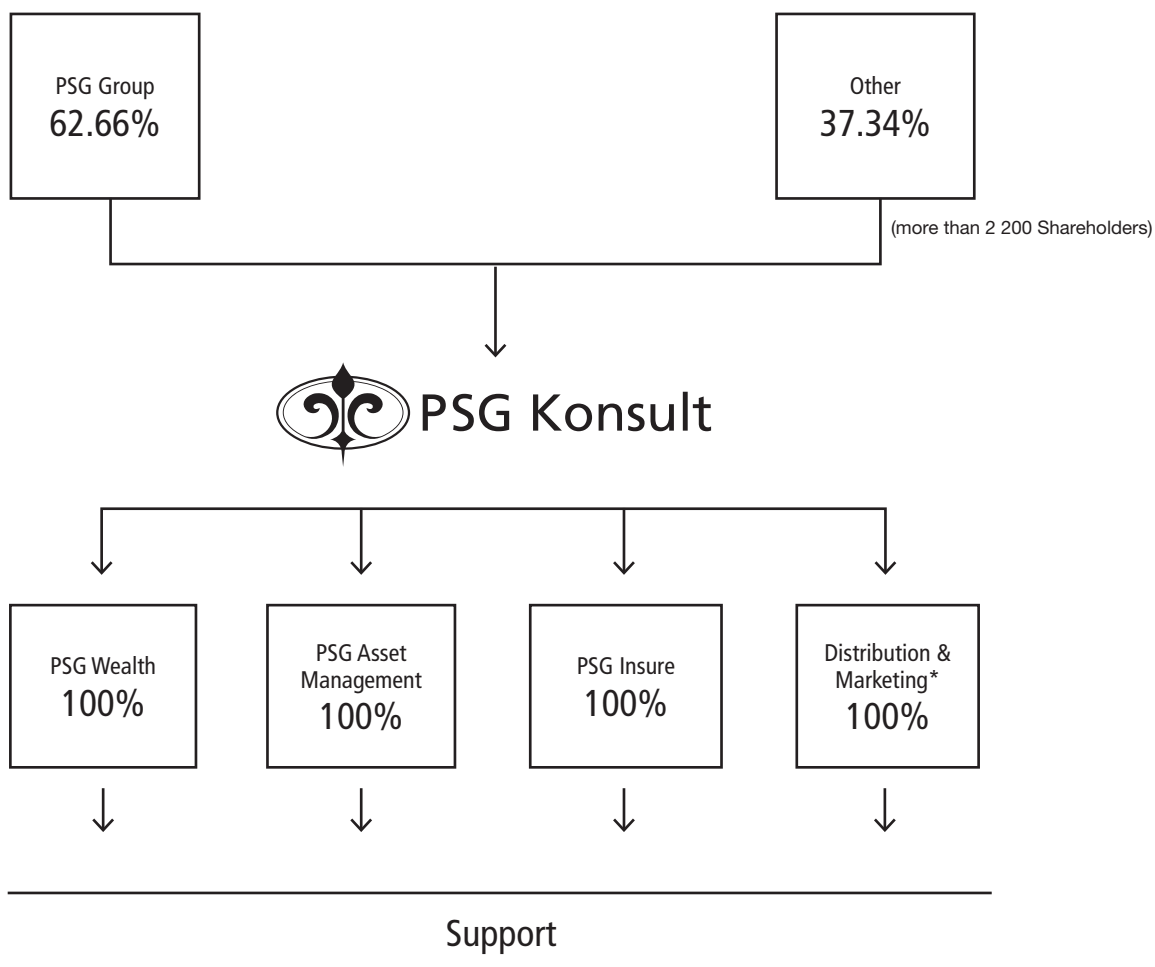 PSG Group
62.66%
Other
37.34%
(more than 2 200 Shareholders)
PSG Konsult
PSG Wealth
100%
PSG Asset
Management
100%
PSG Insure
100%
Distribution &
Marketing*
100%
Support